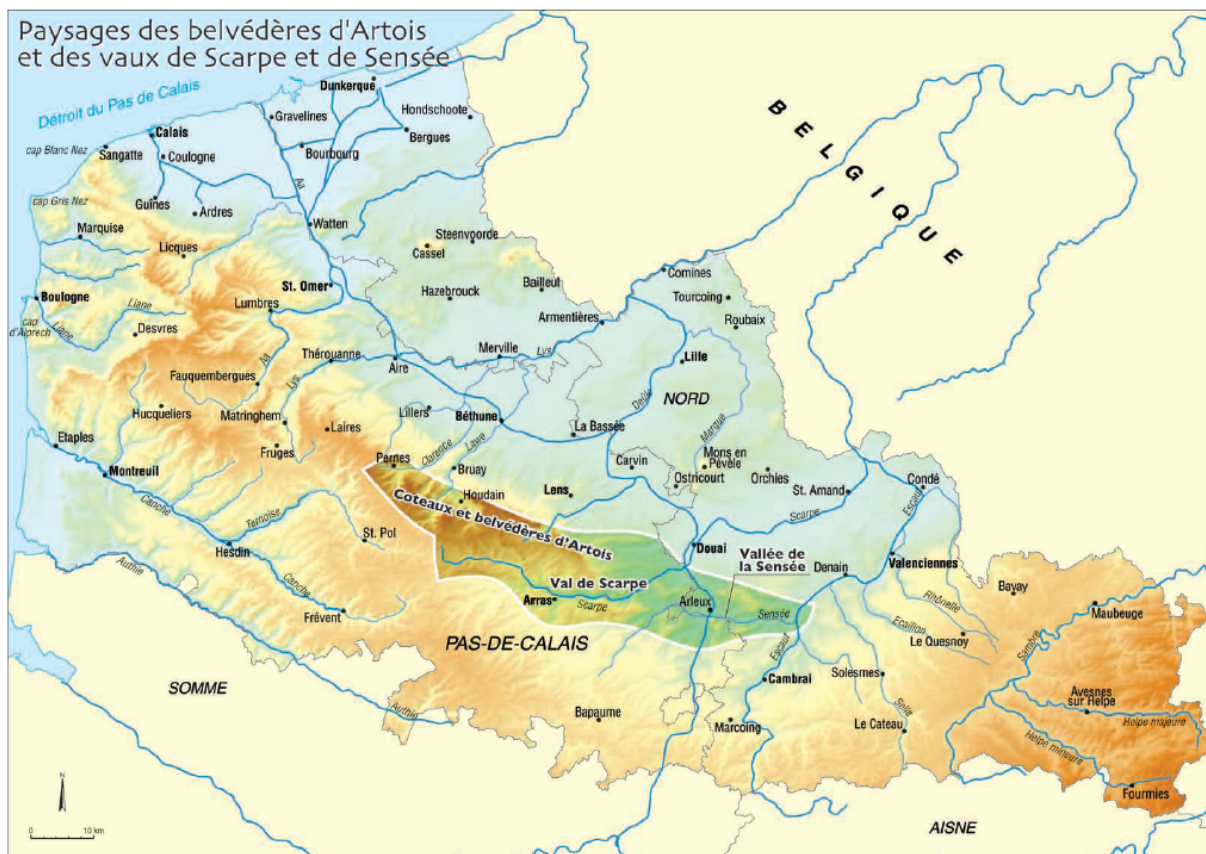 Paysages des belvédères d'Artois
et des vaux de Scarpe et de Sensée
Détroit du Pas de Calais
Dunkerque
Gravelines
Hondschoote
Calais
Bergues
cap Blanc Nez
Sangatte
Coulogne
Bourbourg
Aa
cap Gris Nez
Guînes
Ardres
Watten
Marquise
Licques
Steenvoorde
Cassel
BELGIQUE
Comines
Boulogne
St. Omer
Hazebrouck
Bailleul
Tourcoing
Lumbres
Liane
Liane
cap
d'Alprech
Desvres
Armentières
Roubaix
Thérouanne
Aire
Merville
Lys
Lille
Aa
Lys
Fauquembergues
NORD
Deûle
Hucqueliers
Matringhem
Lillers
Béthune
Laires
La Bassée
Marque
Etaples
Fruges
Clarence
Lawe
Pernes
Bruay
Carvin
Mons en
Pévèle
Montreuil
Houdain
Lens
Ostricourt
Orchies
St. Amand
Condé
Canche
Ternoise
Coteaux et belvédères d'Artois
Scarpe
Escaut
St. Pol
Hesdin
Douai
Vallée de
la Sensée
Denain
Valenciennes
Authie
Canche
Val de Scarpe
Bavay
Rhônelle
Maubeuge
Frévent
Arras
Scarpe
Arleux
Sensée
Ecaillon
Le Quesnoy
Sambre
PAS-DE-CALAIS
Escaut
Solesmes
SOMME
Cambrai
Selle
Avesnes
sur Helpe
Helpe majeure
Authie
Bapaume
Marcoing
Le Cateau
Helpe mineure
Fourmies
N
0 10 km
AISNE